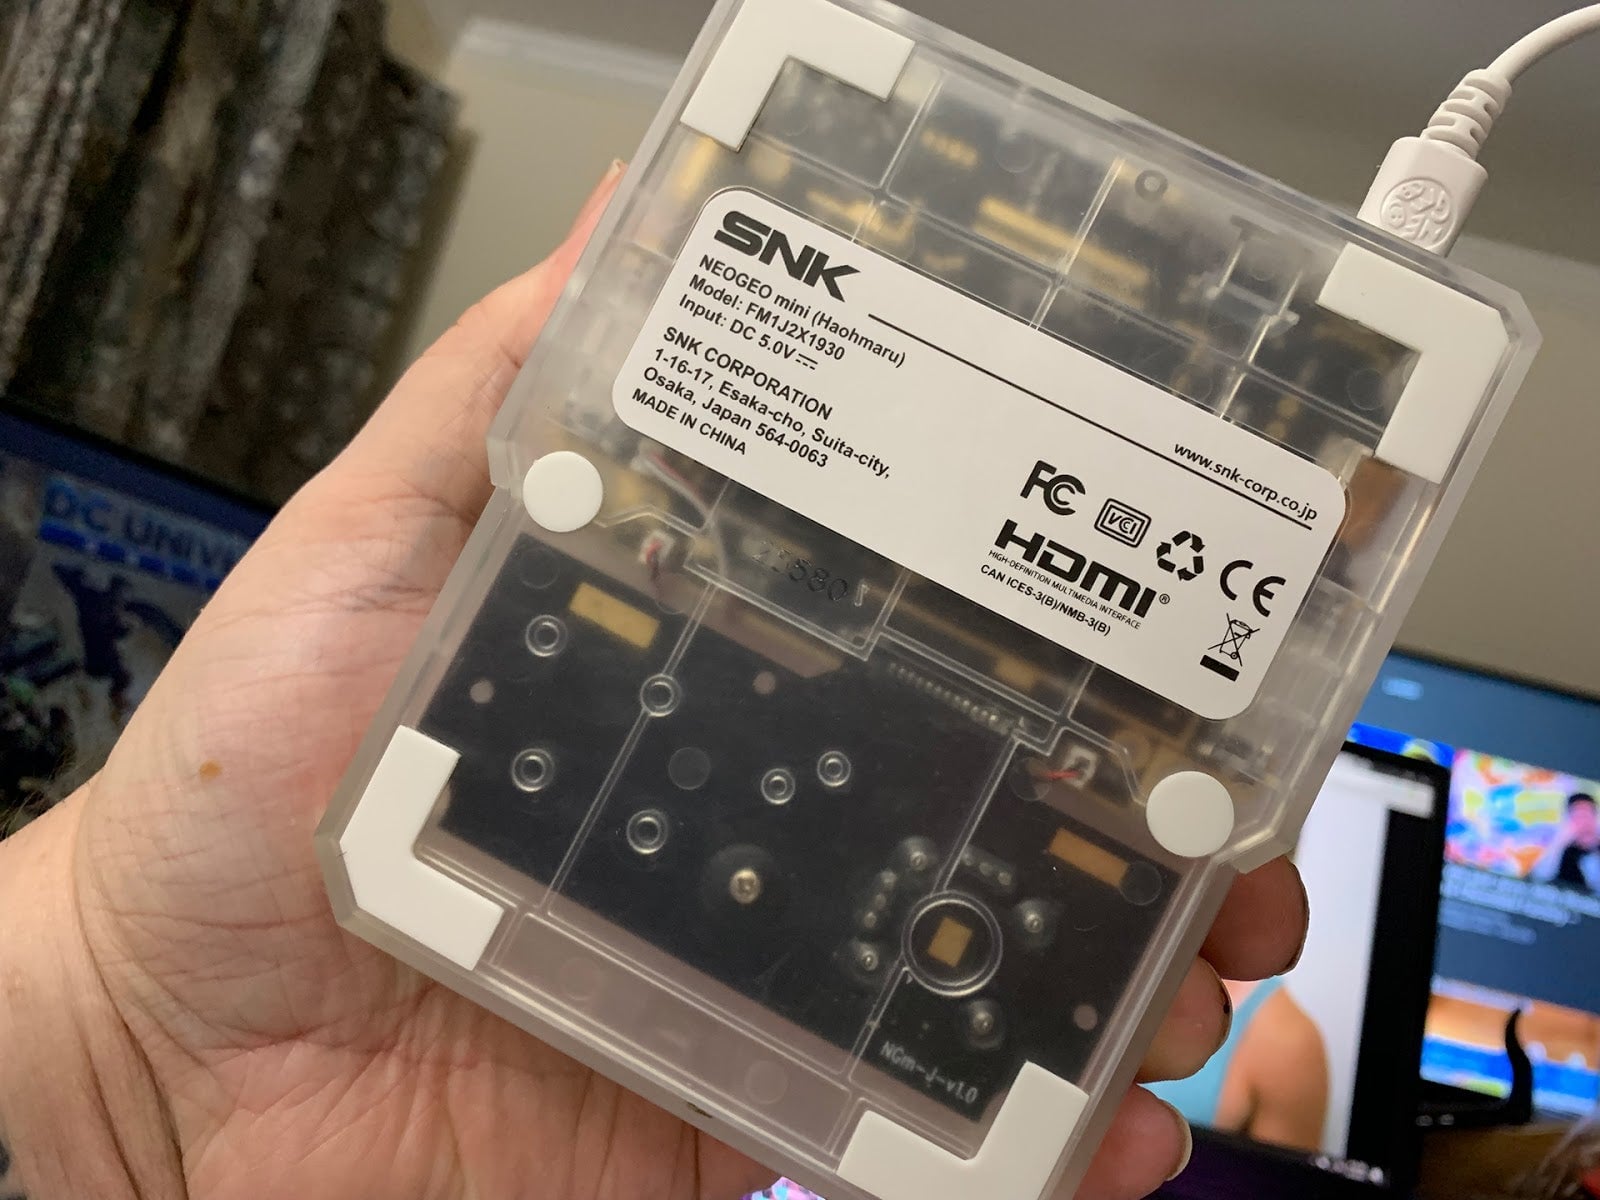 SNK
NEOGEO mini (Haohmaru)
Model: FM1J2X1930
Input: DC 5.0V
SNK CORPORATION
1-16-17, Esaka-cho, Suita-city,
Osaka, Japan 564-0063
MADE IN CHINA
www.snk-corp.co.jp
FC
VCI
CE
HDMI®
HIGH-DEFINITION MULTIMEDIA INTERFACE
CAN ICES-3(B)/NMB-3(B)
NGm-J-v1.0
DC UNIVE